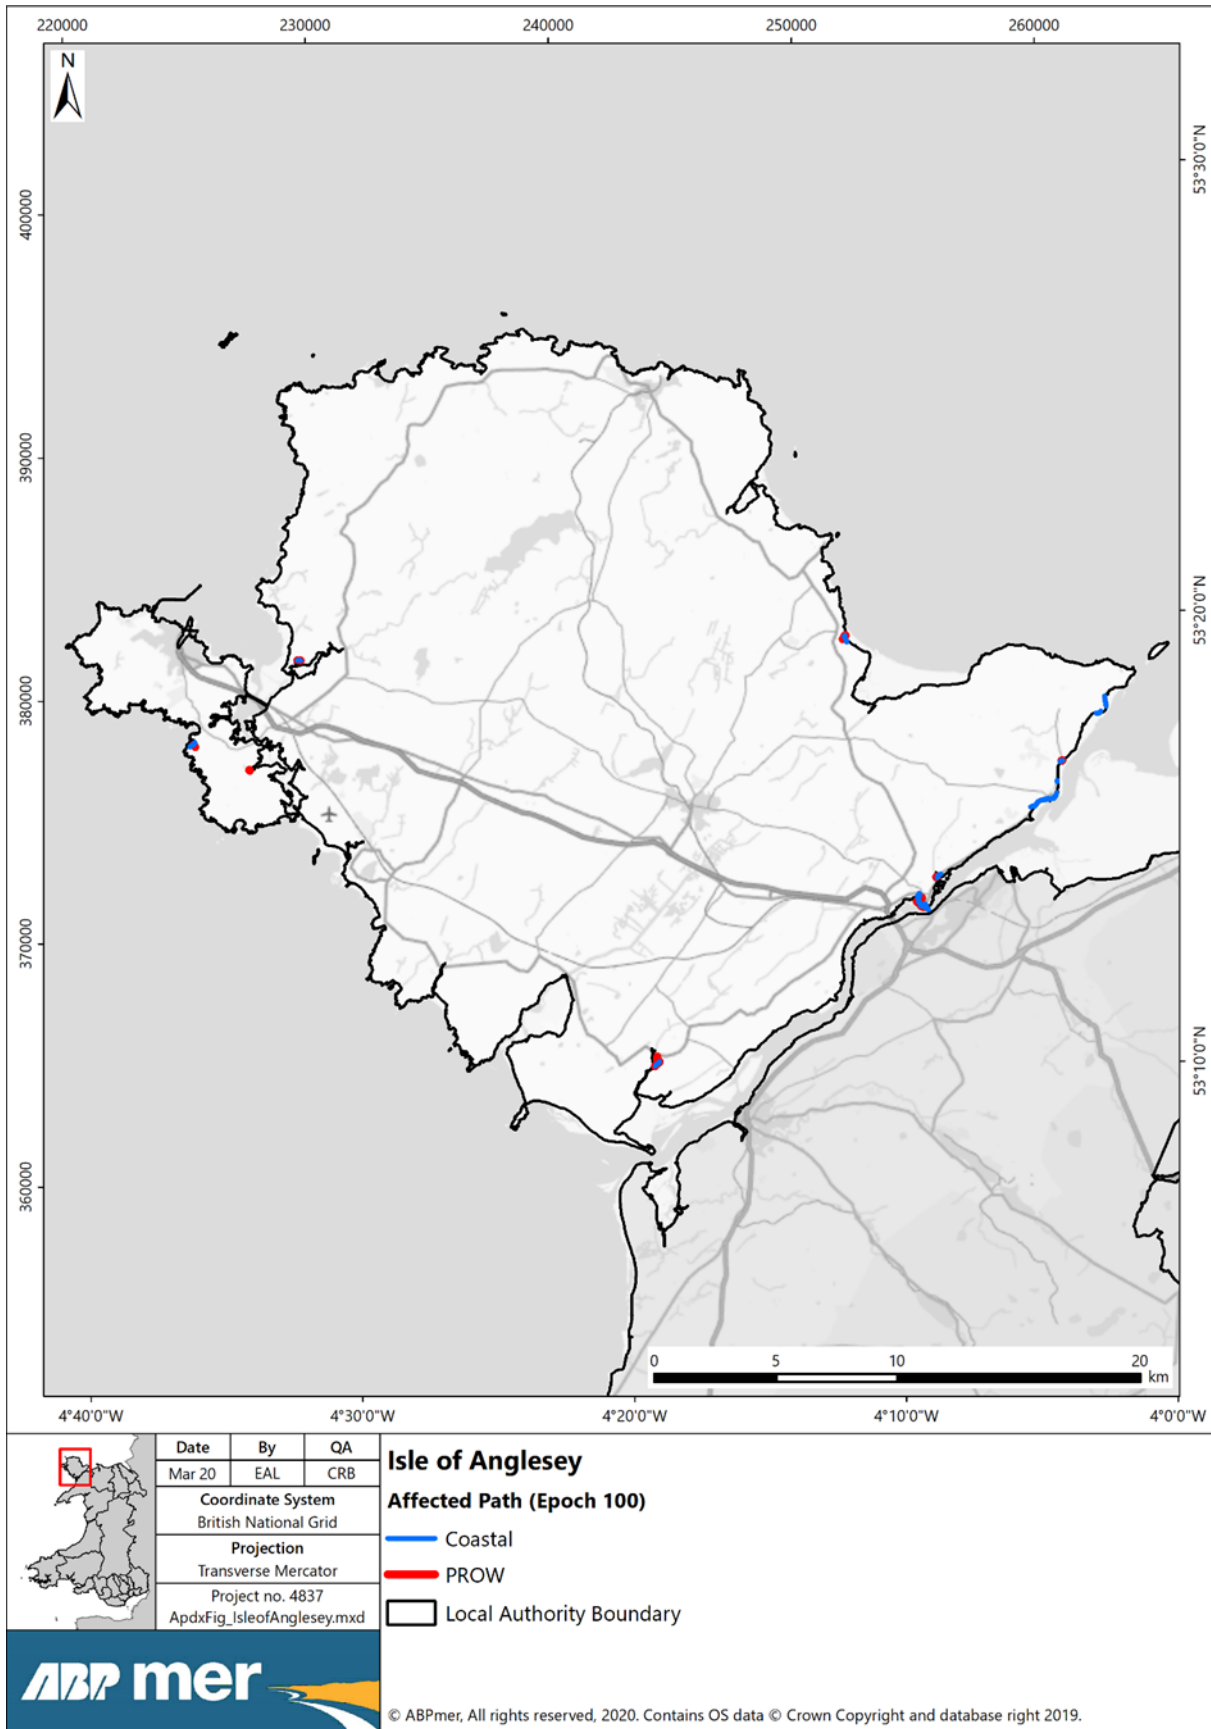 220000 230000 240000 250000 260000
N
400000
390000
380000
370000
360000
53°30'0"N
53°20'0"N
53°10'0"N
0 5 10 20
km
4°40'0"W 4°30'0"W 4°20'0"W 4°10'0"W 4°0'0"W
Date By QA
Mar 20 EAL CRB
Coordinate System
British National Grid
Projection
Transverse Mercator
Project no. 4837
ApdxFig_IsleofAnglesey.mxd
ABP mer
Isle of Anglesey
Affected Path (Epoch 100)
Coastal
PROW
Local Authority Boundary
© ABPmer, All rights reserved, 2020. Contains OS data © Crown Copyright and database right 2019.